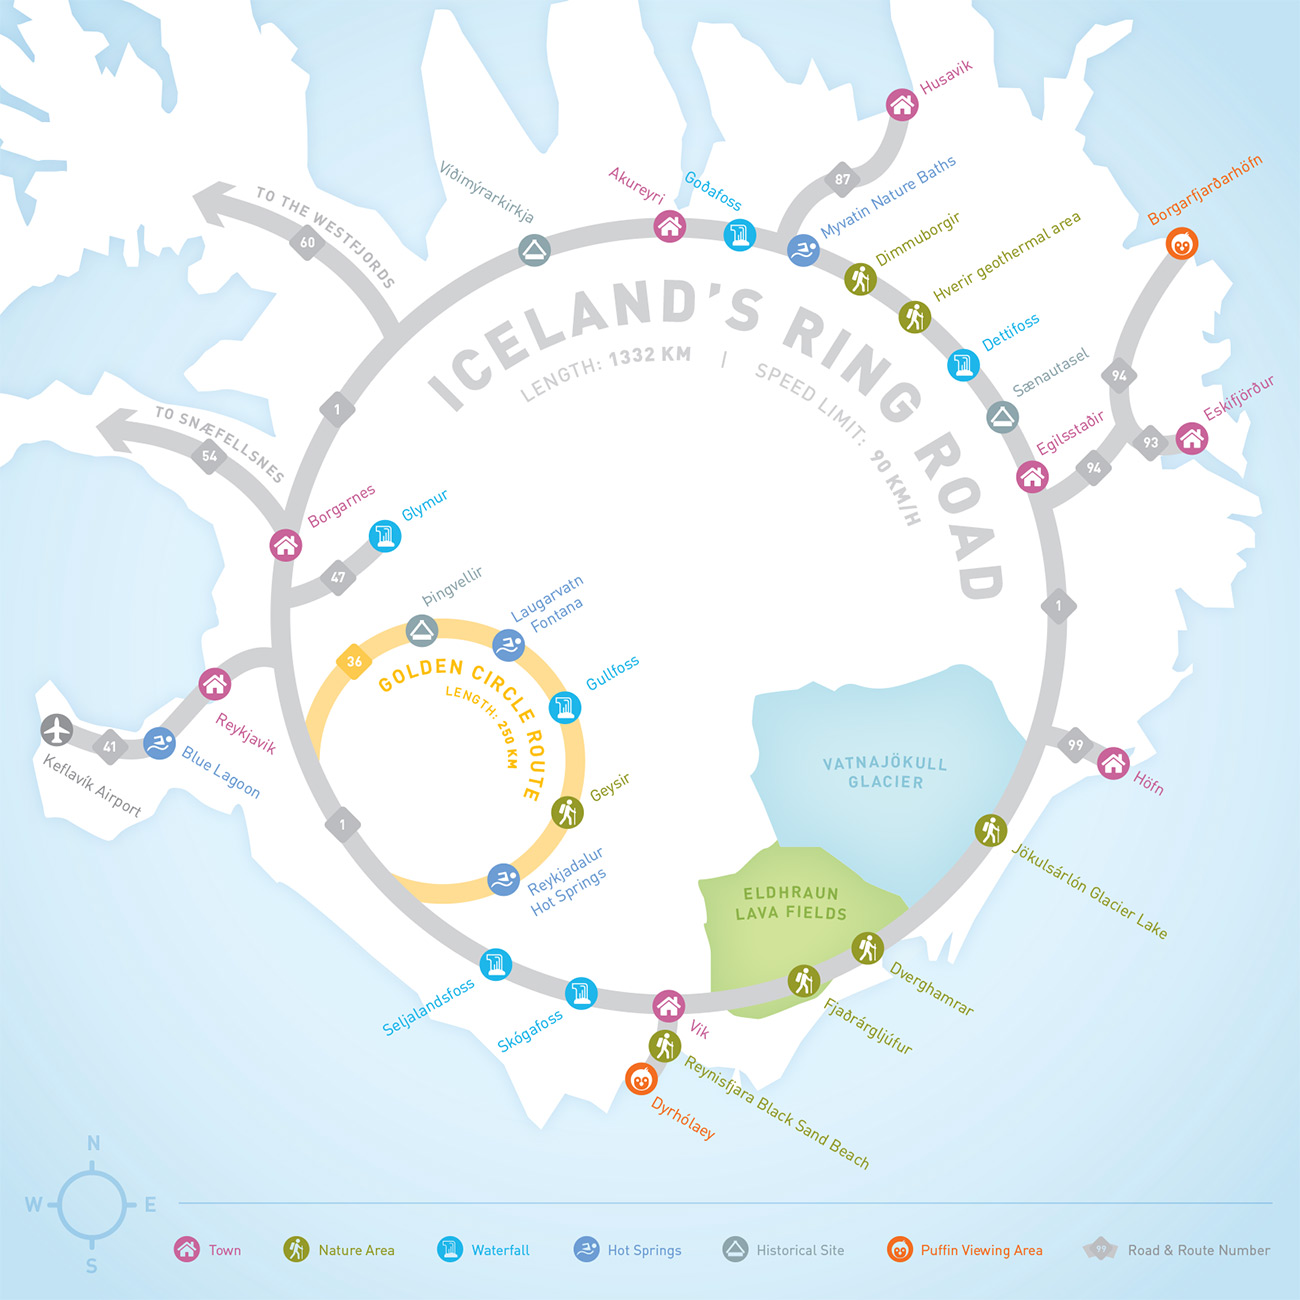 Husavik
87
Borgarfjarðarhöfn
Víðimýrarkirkja
Akureyri
Goðafoss
Myvatin Nature Baths
Dimmuborgir
Hverir geothermal area
TO THE WESTFJORDS
60
ICELAND'S RING ROAD
LENGTH: 1332 KM | SPEED LIMIT: 90 KM/H
Dettifoss
Sænautasel
94
Eskifjörður
Egilsstaðir
93
94
1
TO SNÆFELLSNES
54
Borgarnes
Glymur
47
1
Þingvellir
Laugarvatn
Fontana
36
GOLDEN CIRCLE ROUTE
LENGTH: 250 KM
Gullfoss
Geysir
Reykjadalur
Hot Springs
Reykjavik
Blue Lagoon
41
Keflavík Airport
1
VATNAJÖKULL
GLACIER
99
Höfn
Jökulsárlón Glacier Lake
ELDHRAUN
LAVA FIELDS
Dverghamrar
Fjaðrárgljúfur
Seljalandsfoss
Skógafoss
Vík
Reynisfjara Black Sand Beach
Dyrhólaey
N
W E
S
Town
Nature Area
Waterfall
Hot Springs
Historical Site
Puffin Viewing Area
99
Road & Route Number